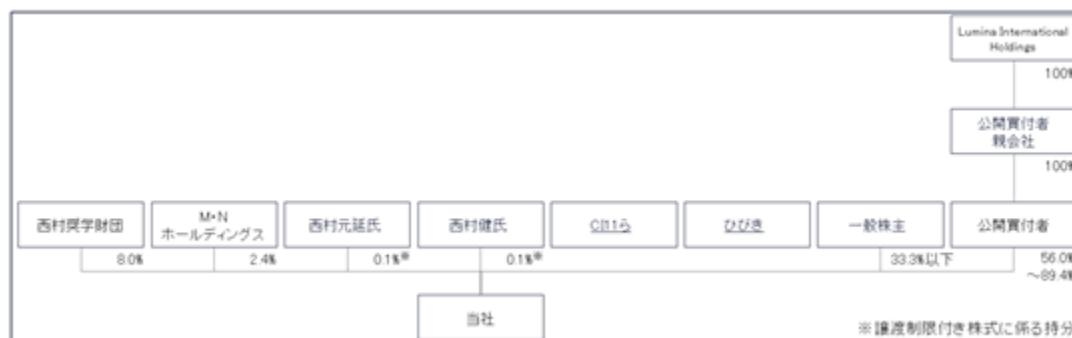 Lumina International
Holdings
100%
公開買付者
親会社
100%
西村奨学財団
M・N
ホールディングス
西村元延氏
西村健氏
CI11ら
ひびき
一般株主
公開買付者
8.0%
2.4%
0.1%※
0.1%※
33.3%以下
56.0%
～89.4%
当社
※譲渡制限付き株式に係る持分